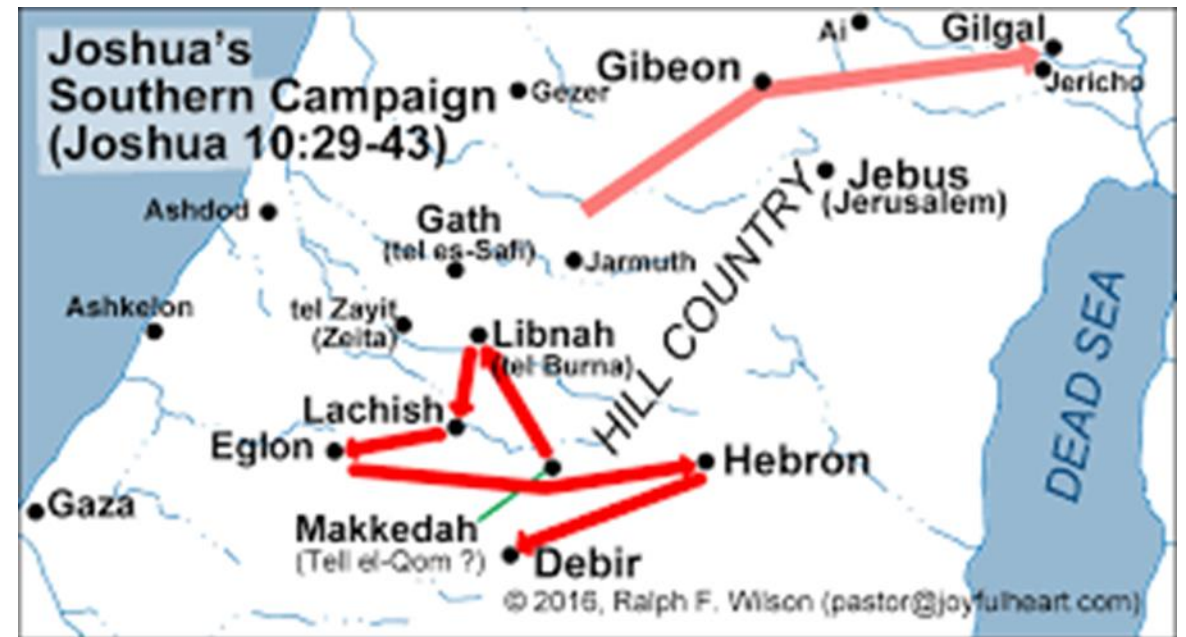 Joshua's
Southern Campaign
(Joshua 10:29-43)
Ai
Gilgal
Gibeon
Jericho
Gezer
Jebus
(Jerusalem)
Ashdod
Gath
(tel es-Safi)
Jarmuth
HILL COUNTRY
DEAD SEA
Ashkelon
tel Zayit
(Zeita)
Libnah
(tel Burna)
Lachish
Eglon
Hebron
Gaza
Makkedah
(Tell el-Qom ?)
Debir
© 2016, Ralph F. Wilson (pastor@joyfulheart.com)